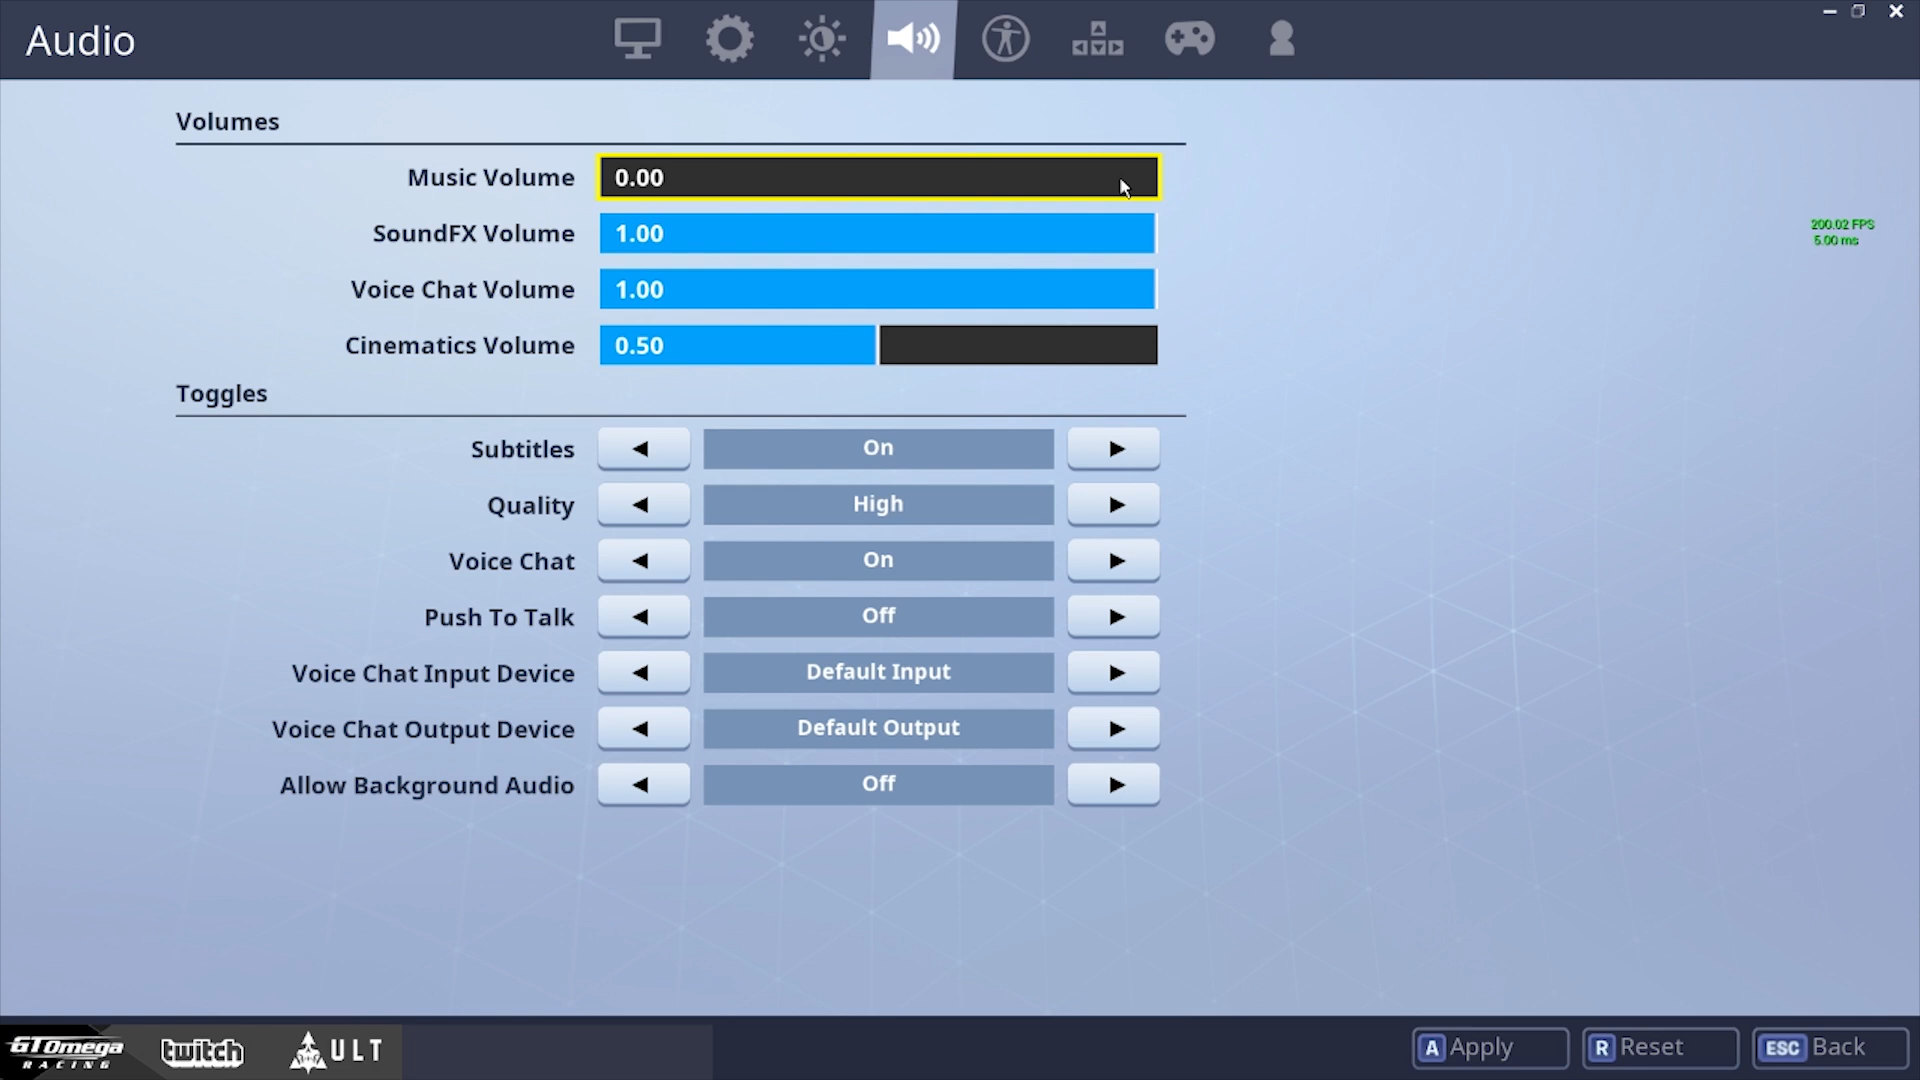 Audio
Volumes
Music Volume 0.00
SoundFX Volume 1.00
200.02 FPS
5.00 ms
Voice Chat Volume 1.00
Cinematics Volume 0.50
Toggles
Subtitles On
Quality High
Voice Chat On
Push To Talk Off
Voice Chat Input Device Default Input
Voice Chat Output Device Default Output
Allow Background Audio Off
GTOmega RACING twitch ULT A Apply R Reset ESC Back